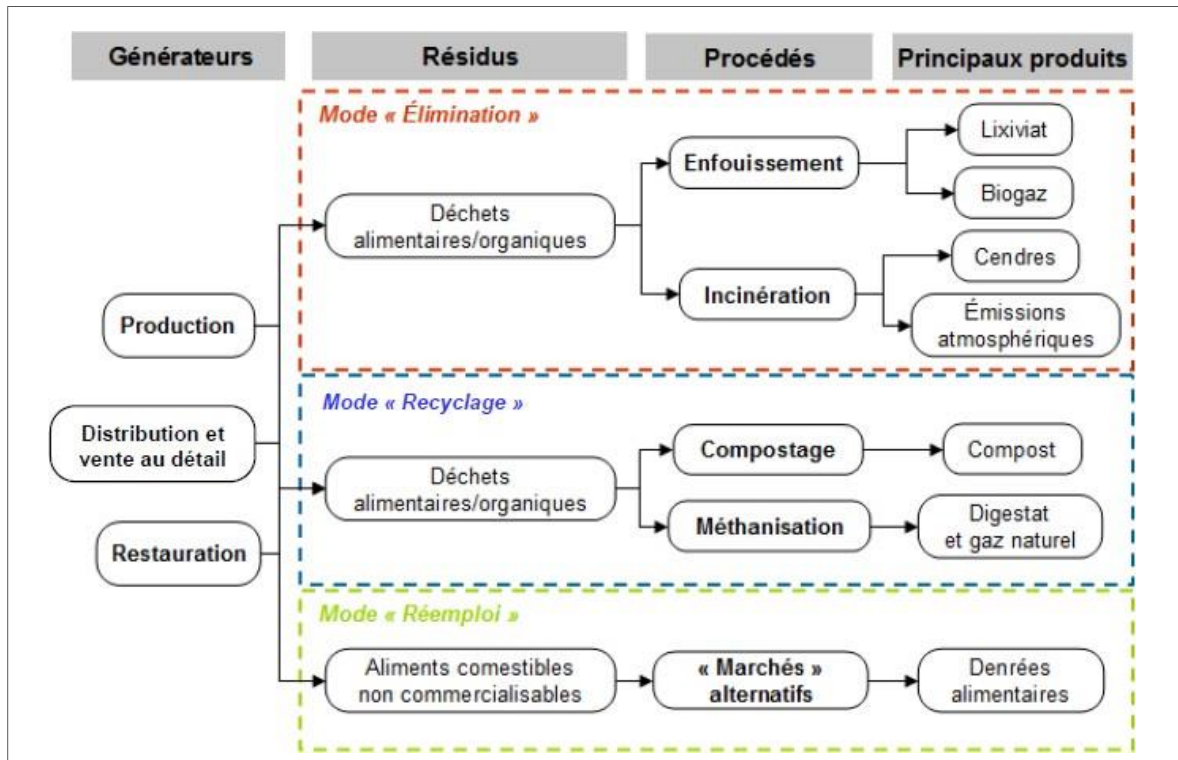 Générateurs
Résidus
Procédés
Principaux produits
Mode « Élimination »
Déchets
alimentaires/organiques
Enfouissement
Lixiviat
Biogaz
Incinération
Cendres
Émissions
atmosphériques
Production
Distribution et
vente au détail
Restauration
Mode « Recyclage »
Déchets
alimentaires/organiques
Compostage
Compost
Méthanisation
Digestat
et gaz naturel
Mode « Réemploi »
Aliments comestibles
non commercialisables
« Marchés »
alternatifs
Denrées
alimentaires